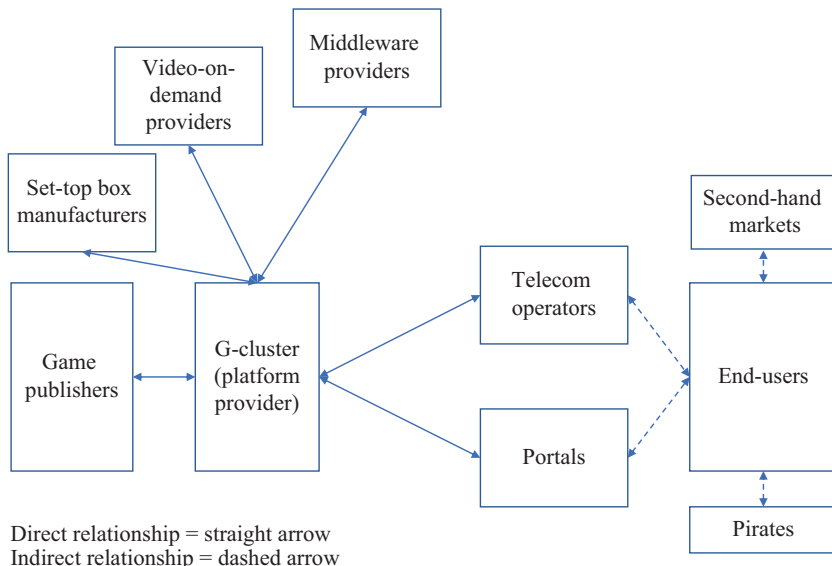 Middleware
providers
Video-on-
demand
providers
Set-top box
manufacturers
Second-hand
markets
Telecom
operators
Game
publishers
G-cluster
(platform
provider)
End-users
Portals
Pirates
Direct relationship = straight arrow
Indirect relationship = dashed arrow